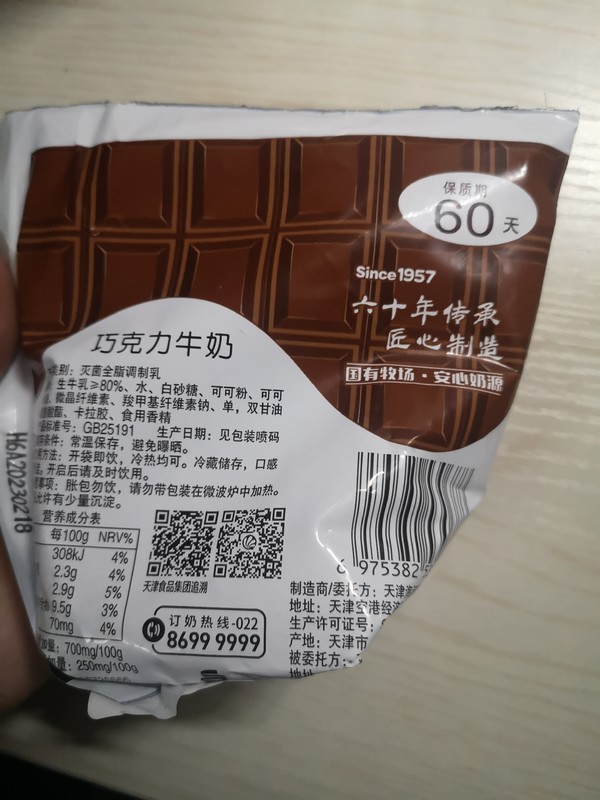 保质期
60天
Since1957
六十年传承
匠心制造
国有牧场·安心奶源
巧克力牛奶
类别：灭菌全脂调制乳
生牛乳≥80%、水、白砂糖、可可粉、可可
微晶纤维素、羧甲基纤维素钠、单，双甘油
酸酯、卡拉胶、食用香精
标准号：GB25191 生产日期：见包装喷码
条件：常温保存，避免曝晒。
方法：开袋即饮，冷热均可。冷藏储存，口感
开启后请及时饮用。
事项：胀包勿饮，请勿带包装在微波炉中加热。
允许有少量沉淀。
HKA20230218
营养成分表
每100g NRV%
308kJ 4%
2.3g 4%
2.9g 5%
9.5g 3%
70mg 4%
量：700mg/100g
量：250mg/100g
天津食品集团追溯
订奶热线-022
8699 9999
6 975382
制造商/委托方：天津
地址：天津空港经济
生产许可证号：
产地：天津市
被委托方：
地址